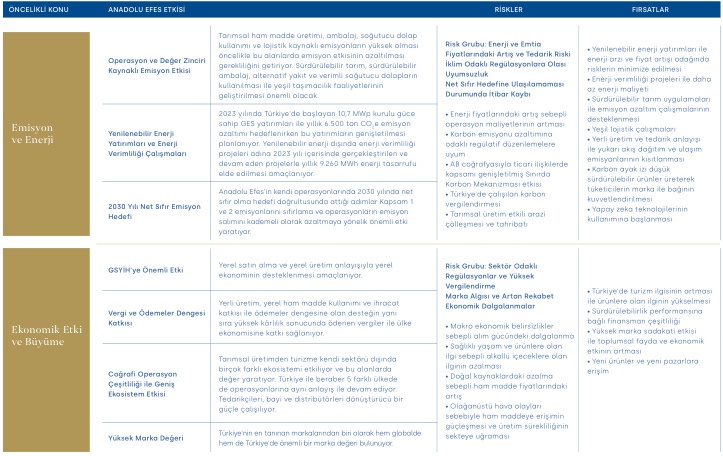 ÖNCELİKLİ KONU
ANADOLU EFES ETKİSİ
RİSKLER
FIRSATLAR
Emisyon
ve Enerji
Operasyon ve Değer Zinciri
Kaynaklı Emisyon Etkisi
Tarımsal ham madde üretimi, ambalaj, soğutucu dolap
kullanımı ve lojistik kaynaklı emisyonların yüksek olması
öncelikle bu alanlarda emisyon etkisinin azaltılması
gerekliliğini getiriyor. Sürdürülebilir tarım, sürdürülebilir
ambalaj, alternatif yakıt ve verimli soğutucu dolapların
kullanılması ile yeşil taşımacılık faaliyetlerinin
geliştirilmesi önemli olacak.
Yenilenebilir Enerji
Yatırımları ve Enerji
Verimliliği Çalışmaları
2023 yılında Türkiye'de başlayan 10,7 MWp kurulu güce
sahip GES yatırımları ile yıllık 6.500 ton CO₂e emisyon
azaltımı hedeflenirken bu yatırımların genişletilmesi
planlanıyor. Yenilenebilir enerji dışında enerji verimliliği
projeleri adına 2023 yılı içerisinde gerçekleştirilen ve
devam eden projelerle yıllık 9.260 MWh enerji tasarrufu
elde edilmesi amaçlanıyor.
2030 Yılı Net Sıfır Emisyon
Hedefi
Anadolu Efes'in kendi operasyonlarında 2030 yılında net
sıfır olma hedefi doğrultusunda attığı adımlar Kapsam 1
ve 2 emisyonlarını sıfırlama ve operasyonların emisyon
salımını kademeli olarak azaltmaya yönelik önemli etki
yaratıyor.
Risk Grubu: Enerji ve Emtia
Fiyatlarındaki Artış ve Tedarik Riski
İklim Odaklı Regülasyonlara Olası
Uyumsuzluk
Net Sıfır Hedefine Ulaşılamaması
Durumunda İtibar Kaybı
• Enerji fiyatlarındaki artış sebepli
operasyon maliyetlerinin artması
• Karbon emisyonu azaltımına
odaklı regülatif düzenlemelere
uyum
• AB coğrafyasıyla ticari ilişkilerde
kapsamı genişletilmiş Sınırda
Karbon Mekanizması etkisi
• Türkiye'de çalışılan karbon
vergilendirmesi
• Tarımsal üretim etkili arazi
çölleşmesi ve tahribatı
• Yenilenebilir enerji yatırımları ile
enerji arzı ve fiyat artışı odağında
risklerin minimize edilmesi
• Enerji verimliliği projeleri ile daha
az enerji maliyeti
• Sürdürülebilir tarım uygulamaları
ile emisyon azaltım çalışmalarının
desteklenmesi
• Yeşil lojistik çalışmaları
• Yerli üretim ve tedarik anlayışı
ile yukarı akış dağıtım ve ulaşım
emisyonlarının kısıtlanması
• Karbon ayak izi düşük
sürdürülebilir ürünler üreterek
tüketicilerin marka ile bağının
kuvvetlendirilmesi
• Yapay zeka teknolojilerinin
kullanımına başlanması
Ekonomik Etki
ve Büyüme
GSYİH'ye Önemli Etki
Yerel satın alma ve yerel üretim anlayışıyla yerel
ekonominin desteklenmesi amaçlanıyor.
Vergi ve Ödemeler Dengesi
Katkısı
Yerli üretim, yerel ham madde kullanımı ve ihracat
katkısı ile ödemeler dengesine olan desteğin yanı
sıra yüksek kârlılık sonucunda ödenen vergiler ile ülke
ekonomisine katkı sağlanıyor.
Coğrafi Operasyon
Çeşitliliği ile Geniş
Ekosistem Etkisi
Tarımsal üretimden turizme kendi sektörü dışında
birçok farklı ekosistemi etkiliyor ve bu alanlarda
değer yaratıyor. Türkiye ile beraber 5 farklı ülkede
de operasyonlarına aynı anlayış ile devam ediyor.
Tedarikçileri, bayi ve distribütörleri dönüştürücü bir
güçle çalışılıyor.
Yüksek Marka Değeri
Türkiye'nin en tanınan markalarından biri olarak hem globalde
hem de Türkiye'de önemli bir marka değeri bulunuyor.
Risk Grubu: Sektör Odaklı
Regülasyonlar ve Yüksek
Vergilendirme
Marka Algısı ve Artan Rekabet
Ekonomik Dalgalanmalar
• Makro ekonomik belirsizlikler
sebepli alım gücündeki dalgalanma
• Sağlıklı yaşam ve ürünlere olan
ilgi sebepli alkollü içeceklere olan
ilginin azalması
• Doğal kaynaklardaki azalma
sebepli ham madde fiyatlarındaki
artış
• Olağanüstü hava olayları
sebebiyle ham maddeye erişimin
güçleşmesi ve üretim sürekliliğinin
sekteye uğraması
• Türkiye'de turizm ilgisinin artması
ile ürünlere olan ilginin yükselmesi
• Sürdürülebilirlik performansına
bağlı finansman çeşitliliği
• Yüksek marka sadakati etkisi
ile toplumsal fayda ve ekonomik
etkinin artması
• Yeni ürünler ve yeni pazarlara
erişim